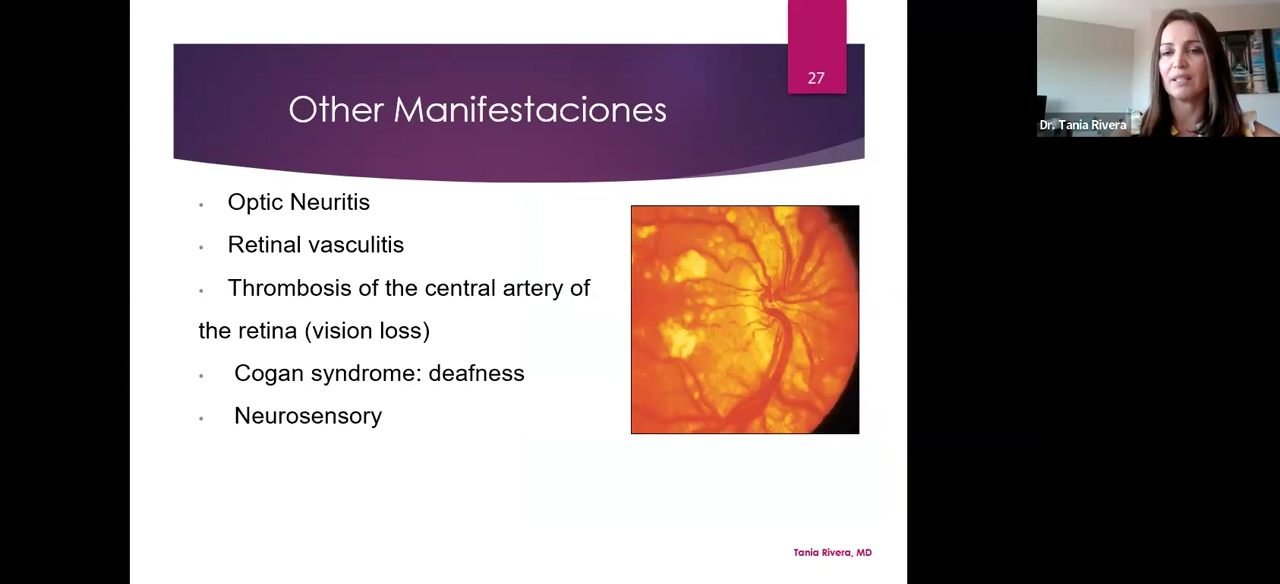 27
Other Manifestaciones
• Optic Neuritis
• Retinal vasculitis
• Thrombosis of the central artery of
the retina (vision loss)
• Cogan syndrome: deafness
• Neurosensory
Tania Rivera, MD
Dr. Tania Rivera